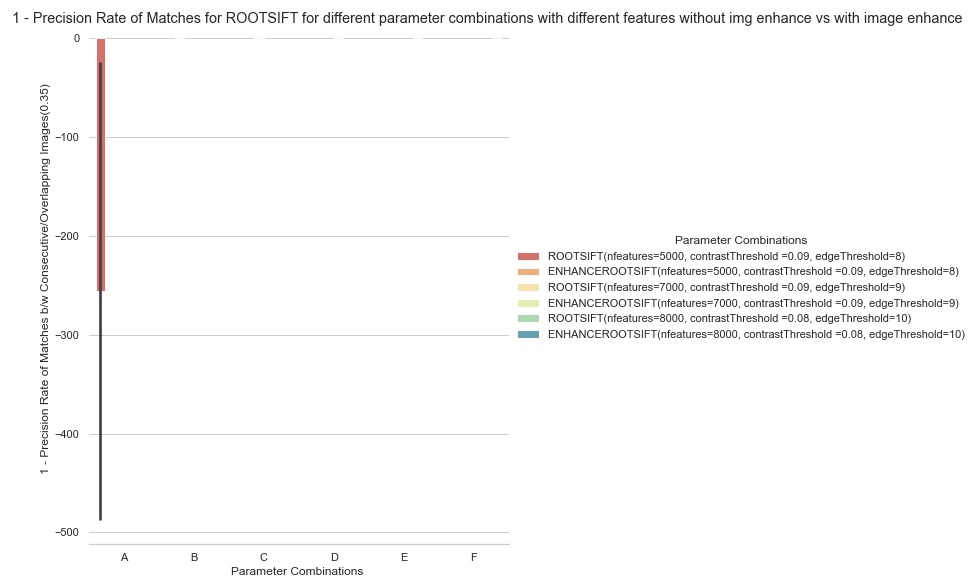 1 - Precision Rate of Matches for ROOTSIFT for different parameter combinations with different features without img enhance vs with image enhance
1 - Precision Rate of Matches b/w Consecutive/Overlapping Images(0.35)
0
−100
−200
−300
−400
−500
A B C D E F
Parameter Combinations
Parameter Combinations
ROOTSIFT(nfeatures=5000, contrastThreshold =0.09, edgeThreshold=8)
ENHANCEROOTSIFT(nfeatures=5000, contrastThreshold =0.09, edgeThreshold=8)
ROOTSIFT(nfeatures=7000, contrastThreshold =0.09, edgeThreshold=9)
ENHANCEROOTSIFT(nfeatures=7000, contrastThreshold =0.09, edgeThreshold=9)
ROOTSIFT(nfeatures=8000, contrastThreshold =0.08, edgeThreshold=10)
ENHANCEROOTSIFT(nfeatures=8000, contrastThreshold =0.08, edgeThreshold=10)